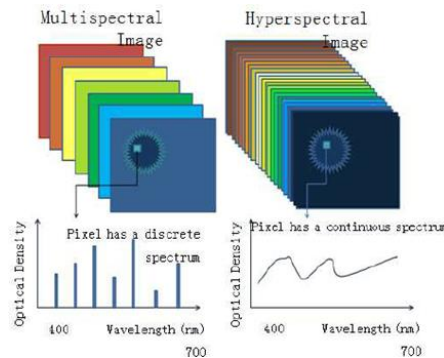 Multispectral
Image
Hyperspectral
Image
Pixel has a discrete
spectrum
Optical Density
400
Wavelength(nm)
700
Pixel has a continuous spectrum
Optical Density
400
Wavelength(nm)
700